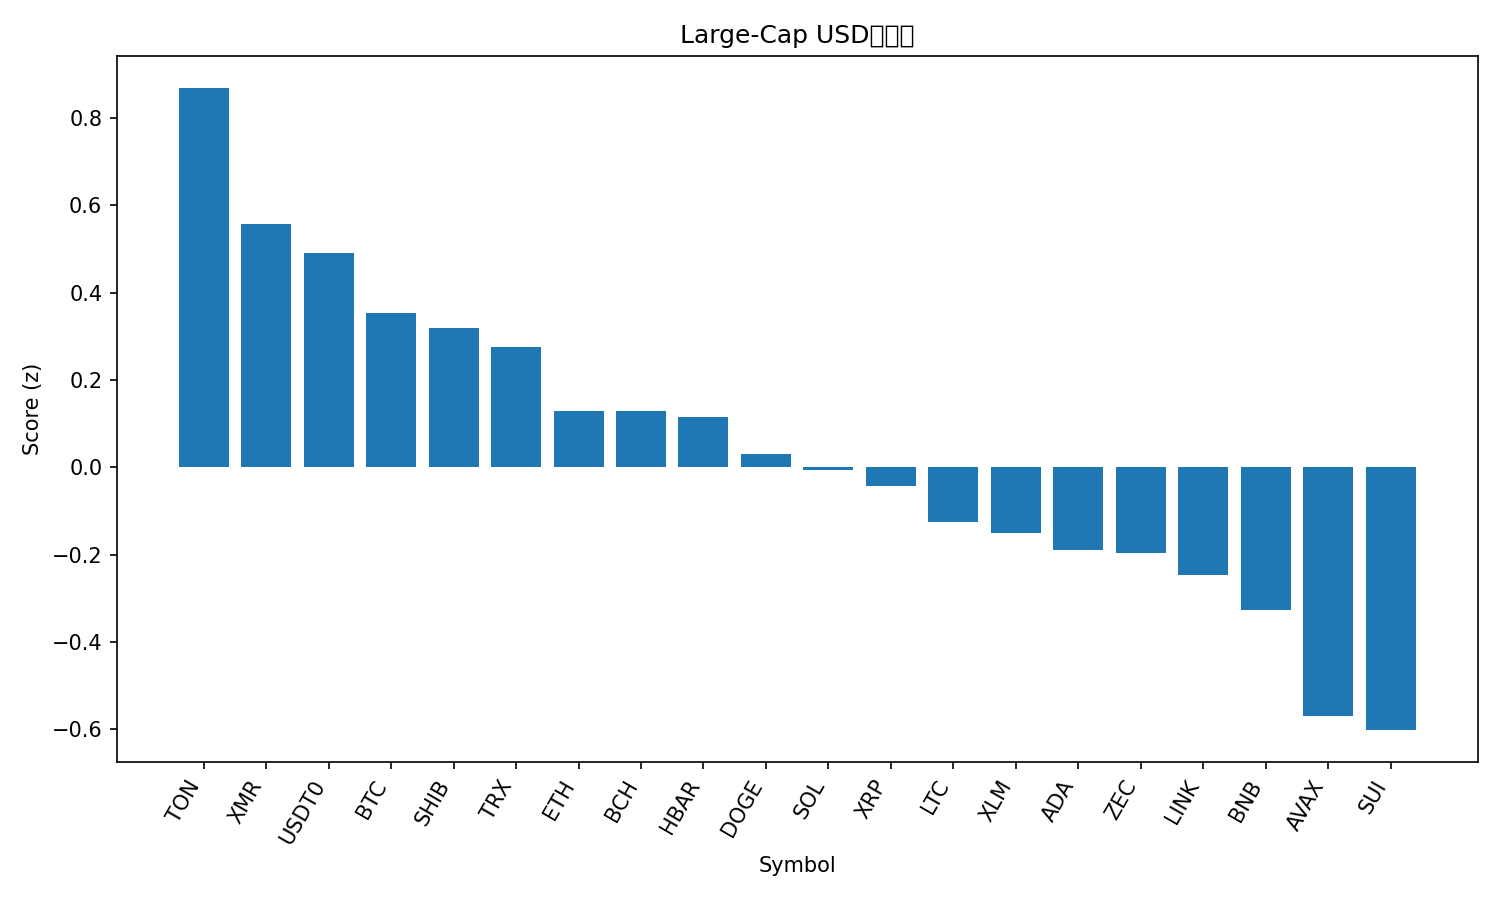 Large-Cap USD
Score (z)
0.8
0.6
0.4
0.2
0.0
−0.2
−0.4
−0.6
TON
XMR
USDT0
BTC
SHIB
TRX
ETH
BCH
HBAR
DOGE
SOL
XRP
LTC
XLM
ADA
ZEC
LINK
BNB
AVAX
SUI
Symbol